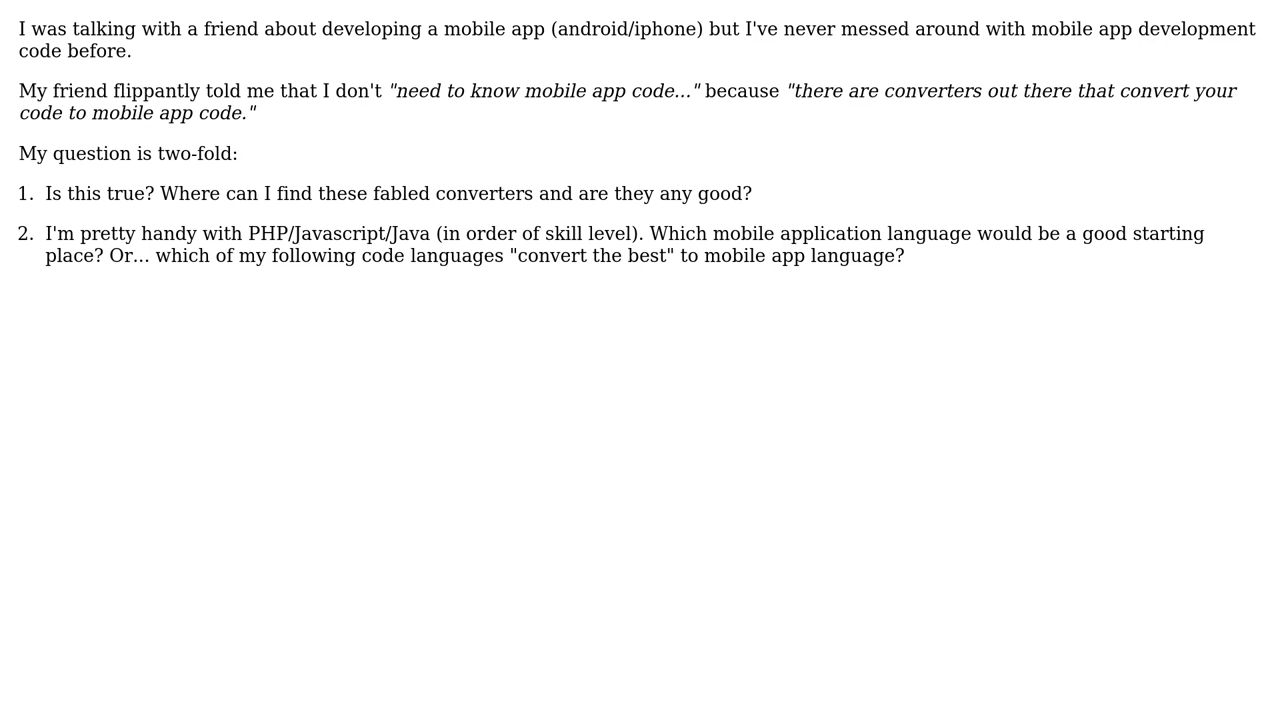 I was talking with a friend about developing a mobile app (android/iphone) but I've never messed around with mobile app development
code before.
My friend flippantly told me that I don't "need to know mobile app code..." because "there are converters out there that convert your
code to mobile app code."
My question is two-fold:
1. Is this true? Where can I find these fabled converters and are they any good?
2. I'm pretty handy with PHP/Javascript/Java (in order of skill level). Which mobile application language would be a good starting
place? Or... which of my following code languages "convert the best" to mobile app language?